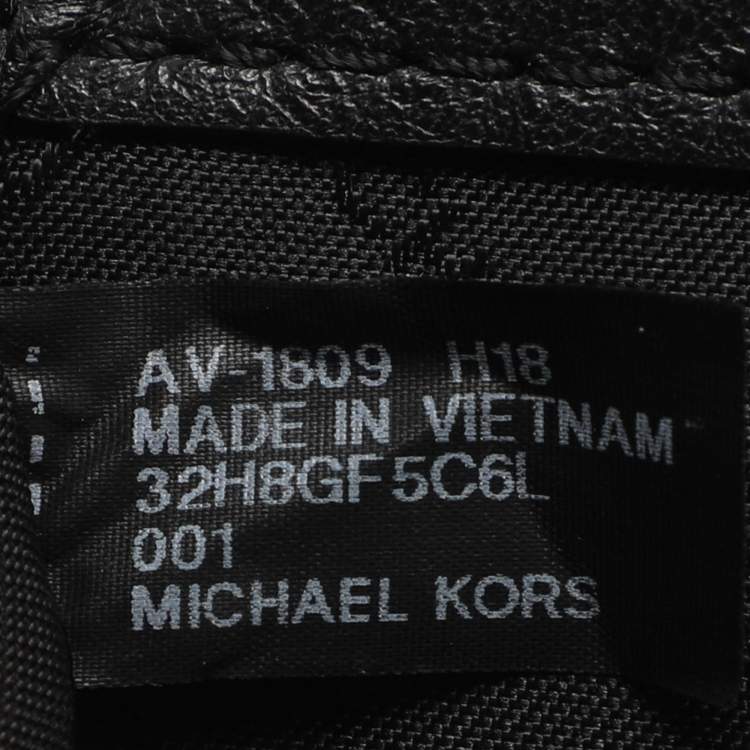 AV-1809 H18
MADE IN VIETNAM
32H8GF5C6L
001
MICHAEL KORS